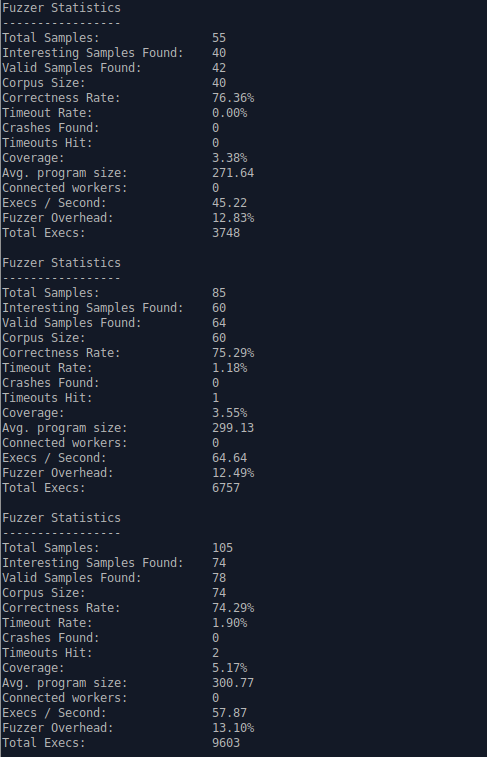 Fuzzer Statistics
-----------------
Total Samples: 55
Interesting Samples Found: 40
Valid Samples Found: 42
Corpus Size: 40
Correctness Rate: 76.36%
Timeout Rate: 0.00%
Crashes Found: 0
Timeouts Hit: 0
Coverage: 3.38%
Avg. program size: 271.64
Connected workers: 0
Execs / Second: 45.22
Fuzzer Overhead: 12.83%
Total Execs: 3748

Fuzzer Statistics
-----------------
Total Samples: 85
Interesting Samples Found: 60
Valid Samples Found: 64
Corpus Size: 60
Correctness Rate: 75.29%
Timeout Rate: 1.18%
Crashes Found: 0
Timeouts Hit: 1
Coverage: 3.55%
Avg. program size: 299.13
Connected workers: 0
Execs / Second: 64.64
Fuzzer Overhead: 12.49%
Total Execs: 6757

Fuzzer Statistics
-----------------
Total Samples: 105
Interesting Samples Found: 74
Valid Samples Found: 78
Corpus Size: 74
Correctness Rate: 74.29%
Timeout Rate: 1.90%
Crashes Found: 0
Timeouts Hit: 2
Coverage: 5.17%
Avg. program size: 300.77
Connected workers: 0
Execs / Second: 57.87
Fuzzer Overhead: 13.10%
Total Execs: 9603